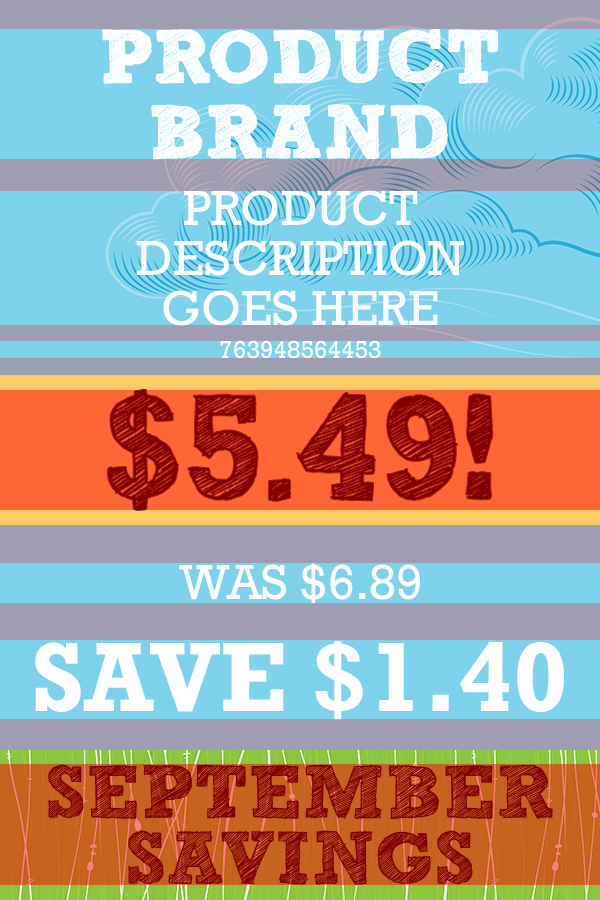 PRODUCT
BRAND
PRODUCT
DESCRIPTION
GOES HERE
763948564453
$5.49!
WAS $6.89
SAVE $1.40
SEPTEMBER
SAVINGS